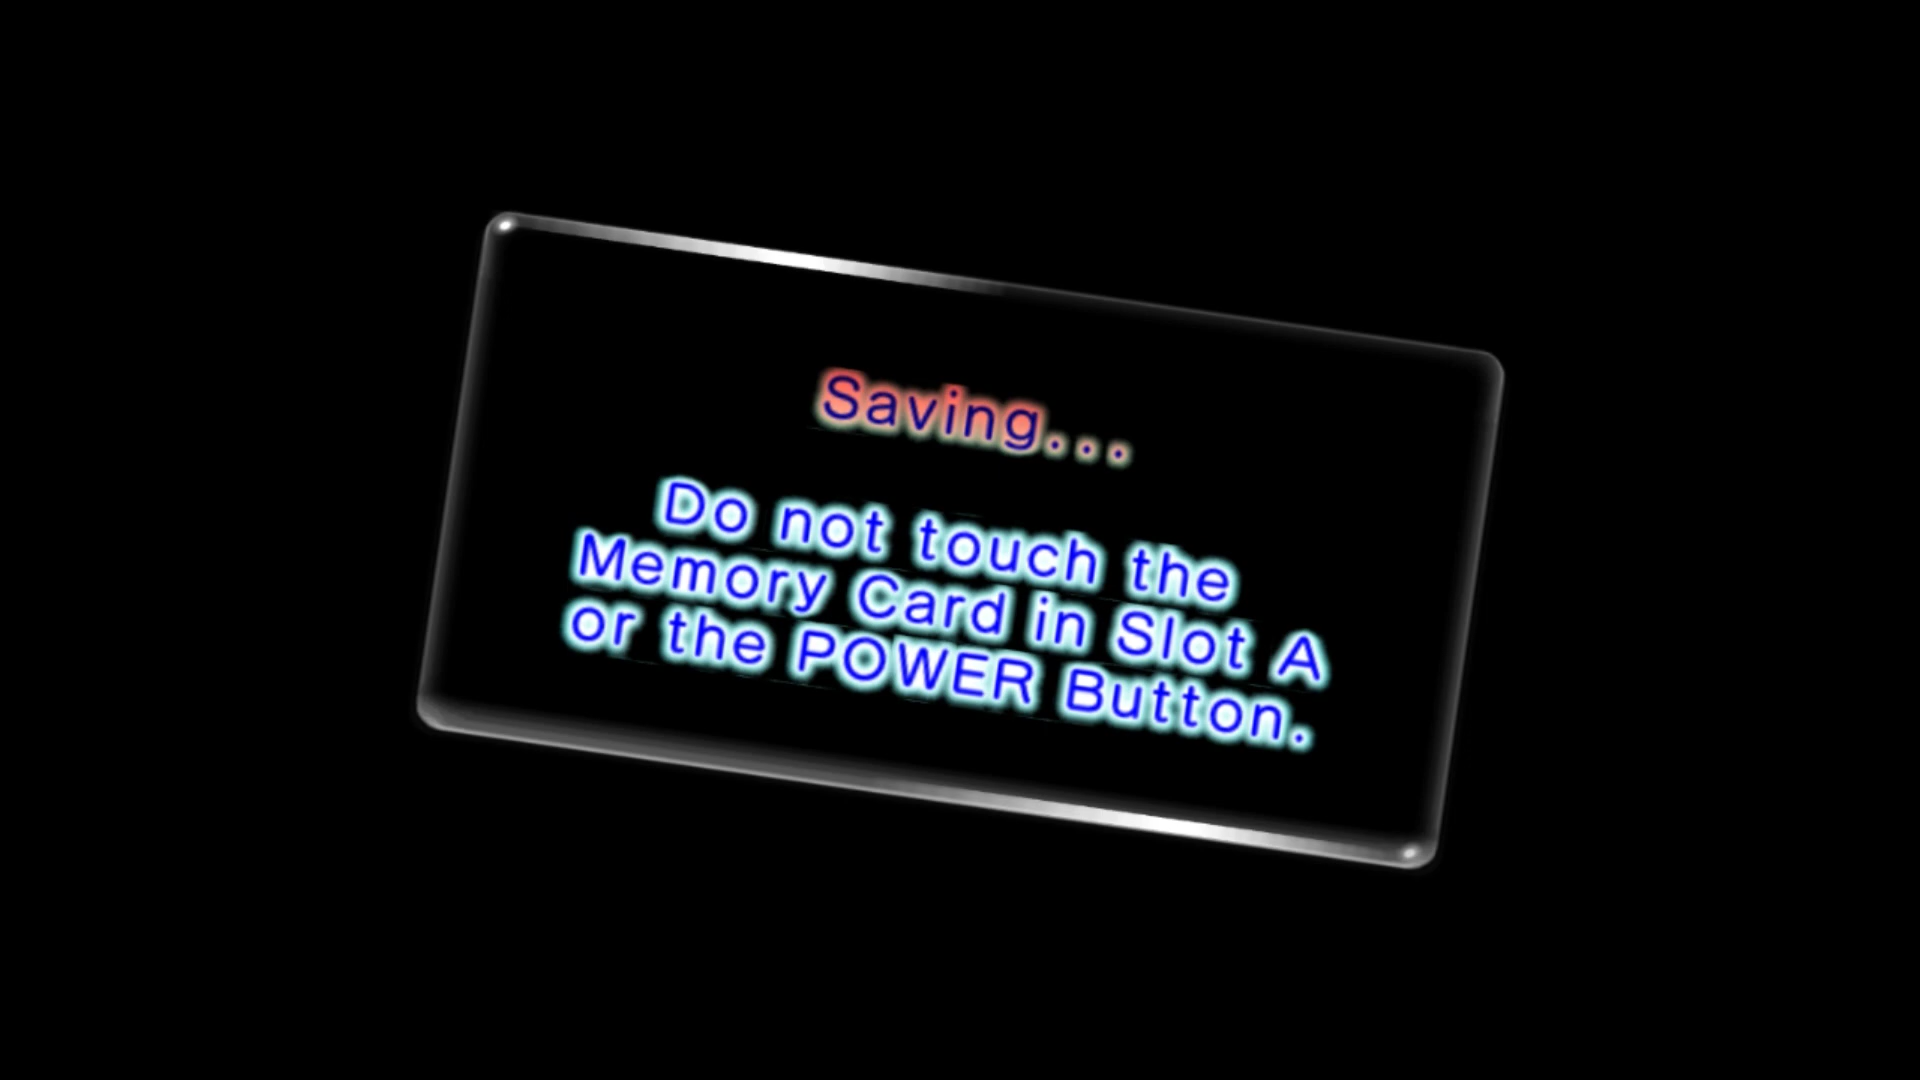 Saving...
Do not touch the
Memory Card in Slot A
or the POWER Button.